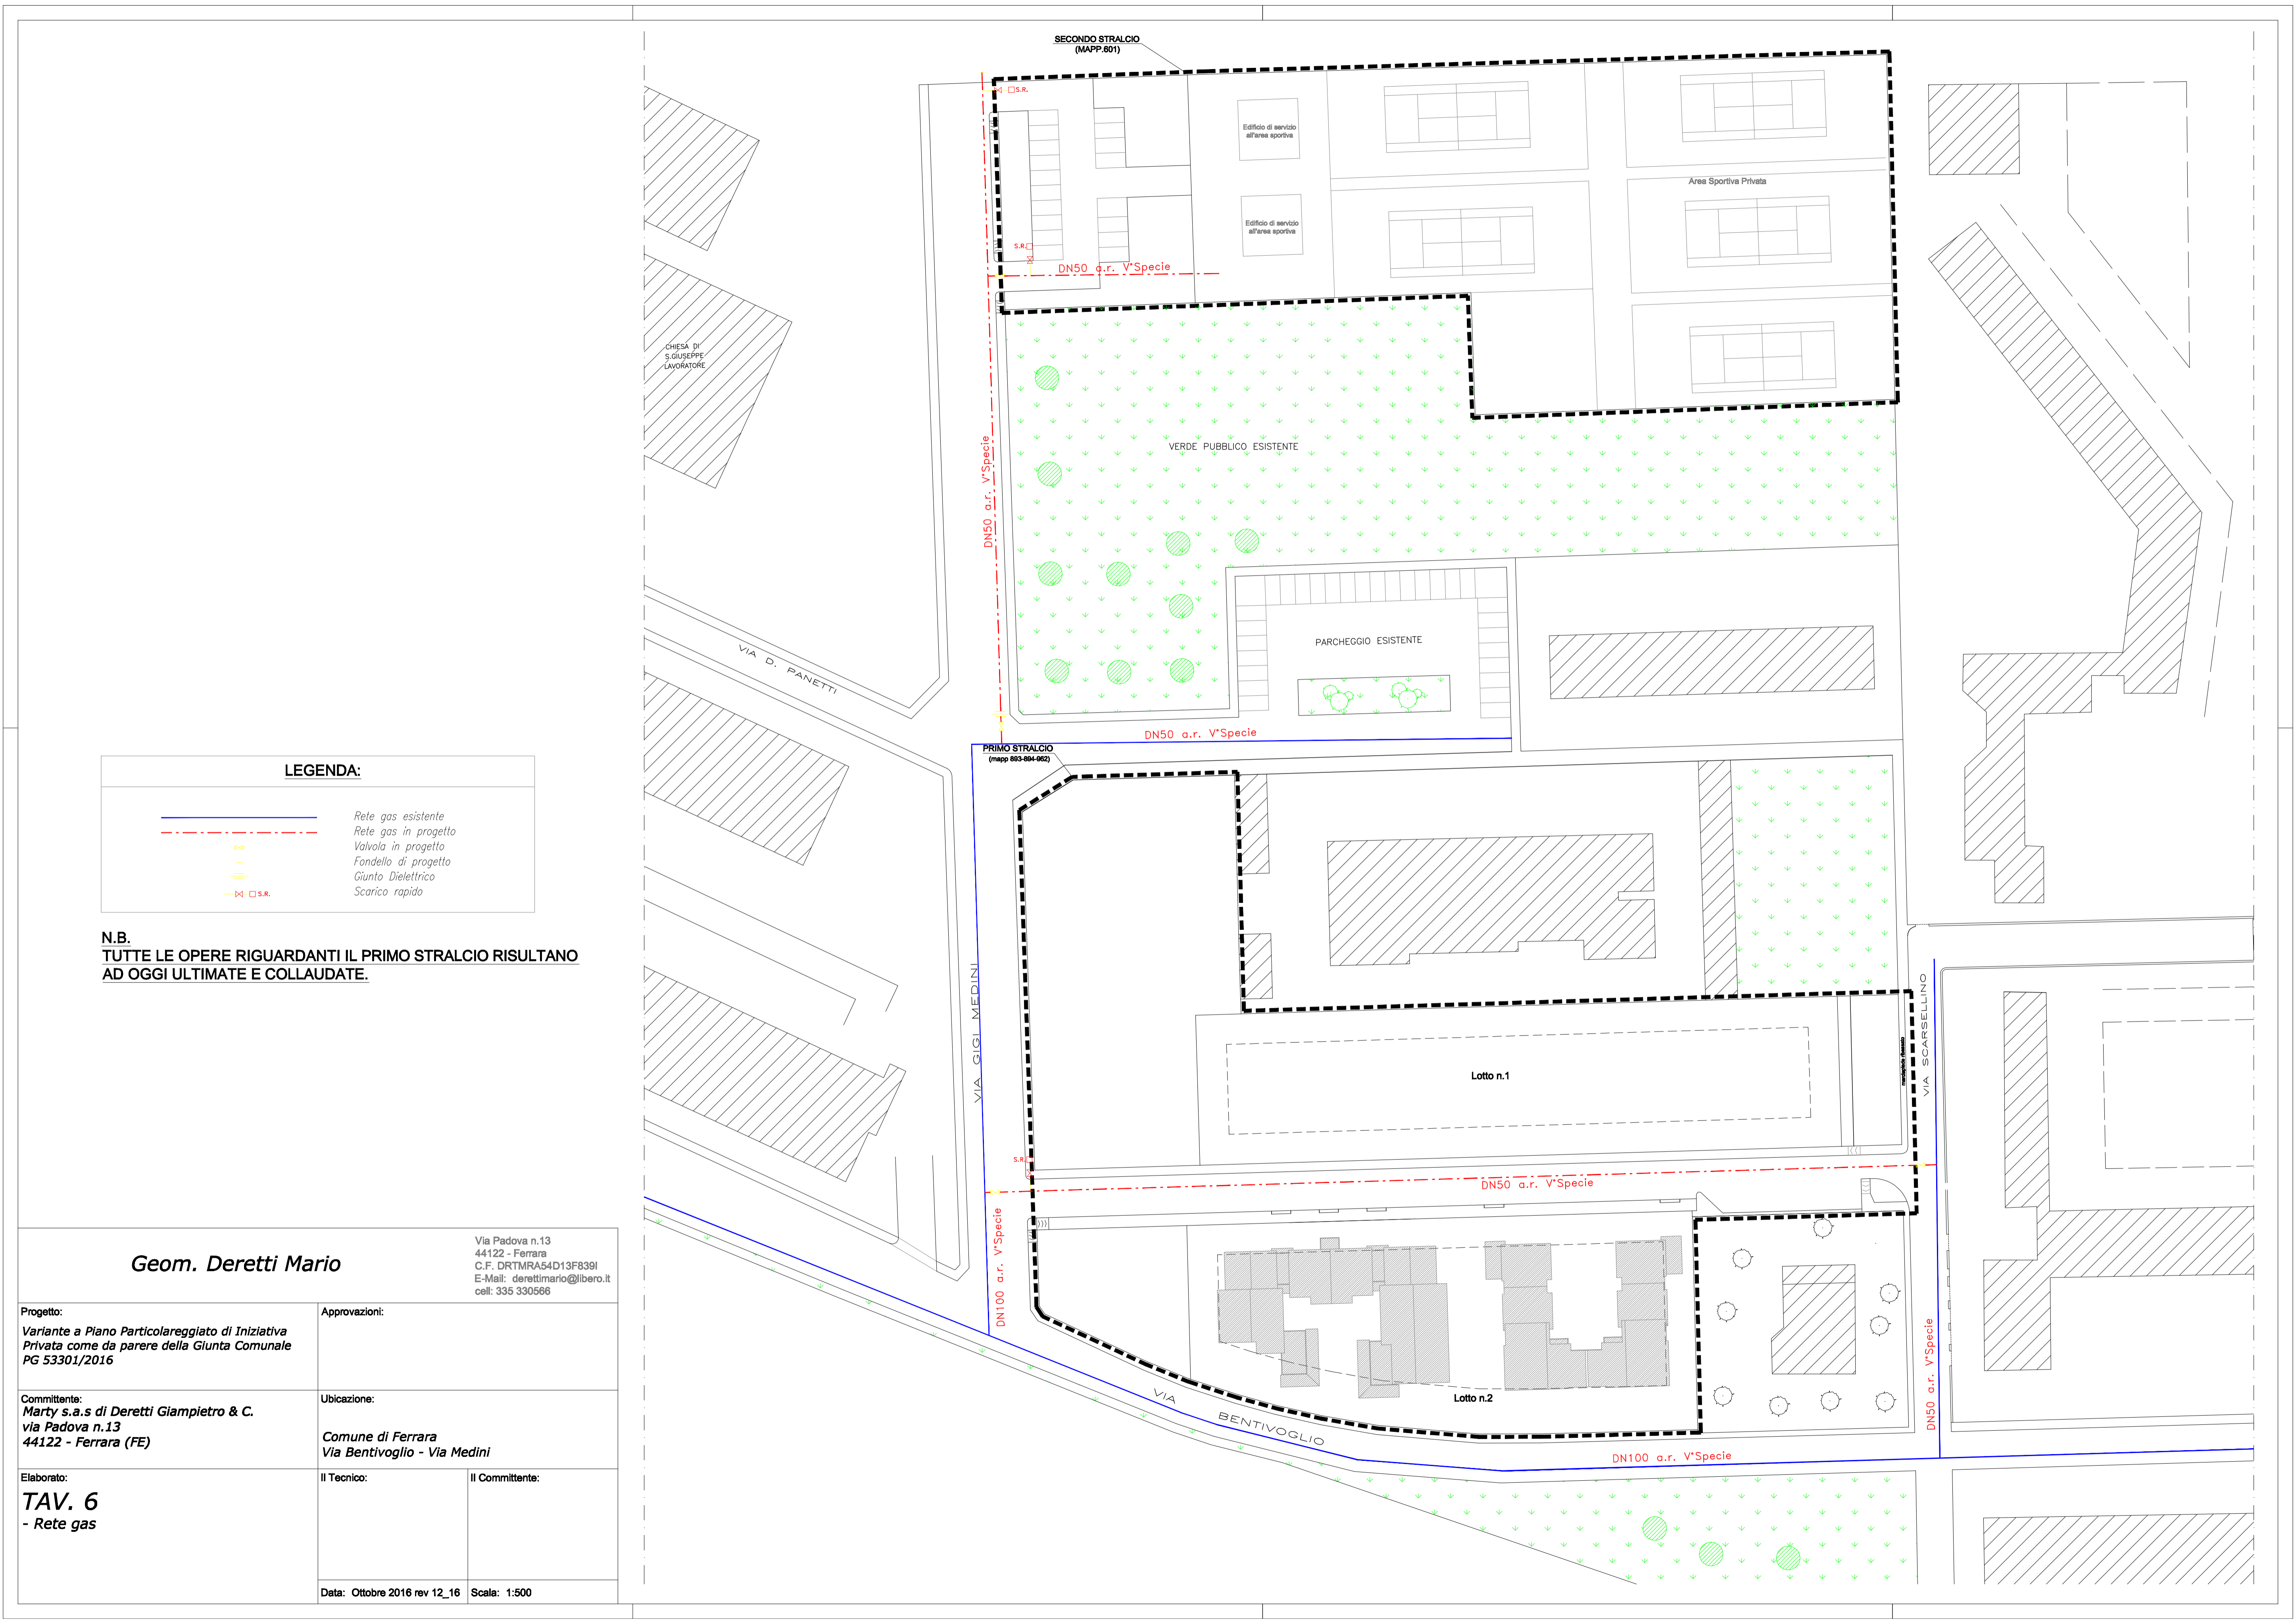 SECONDO STRALCIO
(MAPP.601)
S.R.
Edificio di servizio
all'area sportiva
Area Sportiva Privata
Edificio di servizio
all'area sportiva
S.R.
DN50 a.r. V°Specie
CHIESA DI
S.GIUSEPPE
LAVORATORE
VERDE PUBBLICO ESISTENTE
DN50 a.r. V°Specie
PARCHEGGIO ESISTENTE
VIA D. PANETTI
DN50 a.r. V°Specie
PRIMO STRALCIO
(mapp 893-894-962)
LEGENDA:
Rete gas esistente
Rete gas in progetto
Valvola in progetto
Fondello di progetto
Giunto Dielettrico
S.R. Scarico rapido
N.B.
TUTTE LE OPERE RIGUARDANTI IL PRIMO STRALCIO RISULTANO
AD OGGI ULTIMATE E COLLAUDATE.
VIA GIGI MEDINI
VIA SCARSELLINO
marciapiede ribassato
Lotto n.1
S.R.
DN50 a.r. V°Specie
DN100 a.r. V°Specie
DN50 a.r. V°Specie
Lotto n.2
VIA BENTIVOGLIO
DN100 a.r. V°Specie
Geom. Deretti Mario
Via Padova n.13
44122 - Ferrara
C.F. DRTMRA54D13F839I
E-Mail: derettimario@libero.it
cell: 335 330566
Progetto:
Variante a Piano Particolareggiato di Iniziativa
Privata come da parere della Giunta Comunale
PG 53301/2016
Approvazioni:
Committente:
Marty s.a.s di Deretti Giampietro & C.
via Padova n.13
44122 - Ferrara (FE)
Ubicazione:
Comune di Ferrara
Via Bentivoglio - Via Medini
Elaborato:
TAV. 6
- Rete gas
Il Tecnico:
Il Committente:
Data: Ottobre 2016 rev 12_16
Scala: 1:500